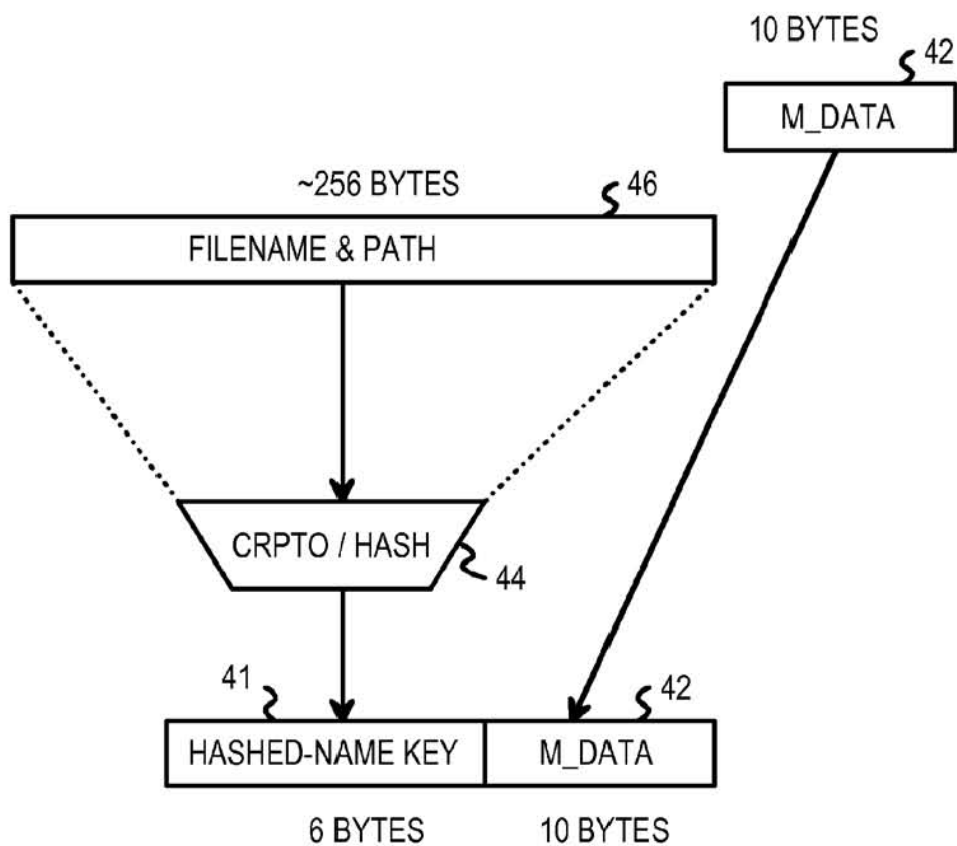 10 BYTES
42
M_DATA
~256 BYTES
46
FILENAME & PATH
CRPTO / HASH
44
41
42
HASHED-NAME KEY
M_DATA
6 BYTES
10 BYTES